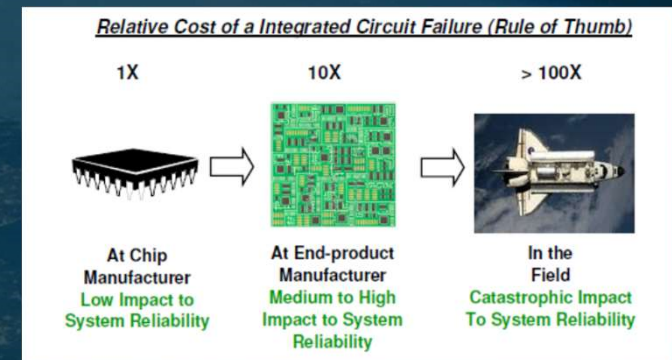 Relative Cost of a Integrated Circuit Failure (Rule of Thumb)
1X
10X
> 100X
At Chip
Manufacturer
Low Impact to
System Reliability
At End-product
Manufacturer
Medium to High
Impact to System
Reliability
In the
Field
Catastrophic Impact
To System Reliability